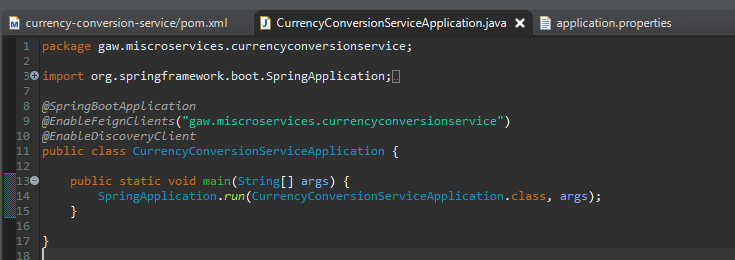 currency-conversion-service/pom.xml CurrencyConversionServiceApplication.java application.properties
1 package gaw.miscroservices.currencyconversionservice;
2
3 import org.springframework.boot.SpringApplication;
7
8 @SpringBootApplication
9 @EnableFeignClients("gaw.miscroservices.currencyconversionservice")
10 @EnableDiscoveryClient
11 public class CurrencyConversionServiceApplication {
12
13 public static void main(String[] args) {
14 SpringApplication.run(CurrencyConversionServiceApplication.class, args);
15 }
16
17 }
18